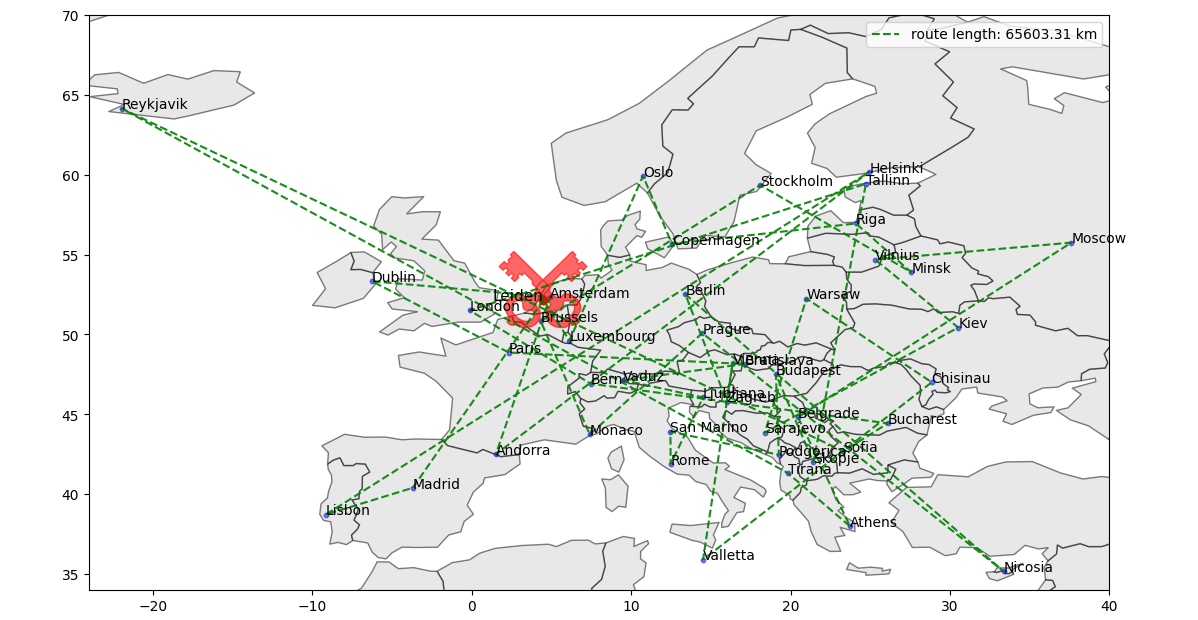 70
route length: 65603.31 km
65
Reykjavik
60
Oslo
Stockholm
Helsinki
Tallinn
Riga
Copenhagen
Moscow
55
Vilnius
Minsk
Dublin
Leiden
Amsterdam
Berlin
Warsaw
London
Brussels
Kiev
50
Luxembourg
Prague
Paris
Vienna
Bratislava
Budapest
Bern
Vaduz
Chisinau
45
Ljubljana
Zagreb
Belgrade
Bucharest
Monaco
San Marino
Sarajevo
Andorra
Sofia
Podgorica
Skopje
Rome
Tirana
40
Madrid
Lisbon
Athens
Valletta
35
Nicosia
−20
−10
0
10
20
30
40